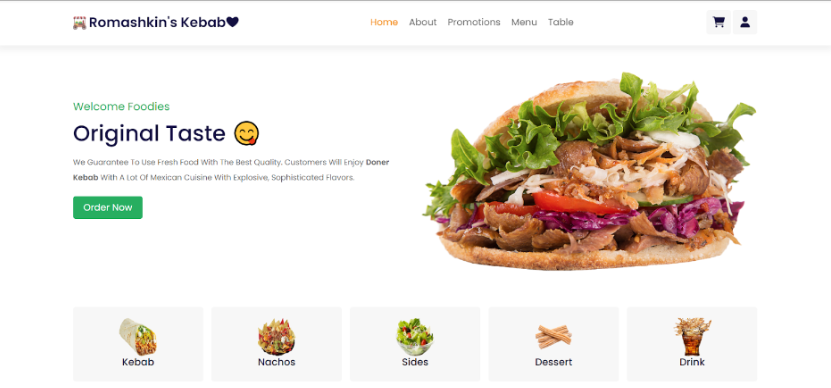 Romashkin's Kebab
Home About Promotions Menu Table
Welcome Foodies
Original Taste
We Guarantee To Use Fresh Food With The Best Quality. Customers Will Enjoy Doner
Kebab With A Lot Of Mexican Cuisine With Explosive, Sophisticated Flavors.
Order Now
Kebab
Nachos
Sides
Dessert
Drink